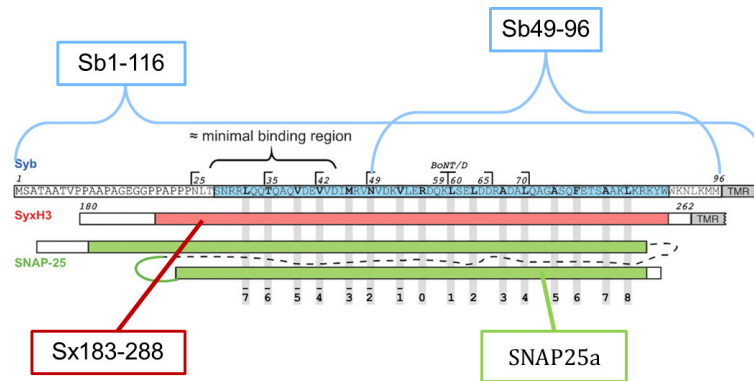 Sb1-116
Sb49-96
≈ minimal binding region
Syb
BoNT/D
1 25 35 42 49 59 60 65 70 96
MSATAATVPPAAPAGEGGPPAPPPNLTSNRRLQQTQAQVDEVVDIMRVNVDKVLERDQKLSELDDRADALQAGASQFETSAAKLKRKYWWKNLKMM TMR
180 262
SyxH3 TMR
SNAP-25
7̅ 6̅ 5̅ 4̅ 3̅ 2̅ 1̅ 0 1 2 3 4 5 6 7 8
Sx183-288
SNAP25a